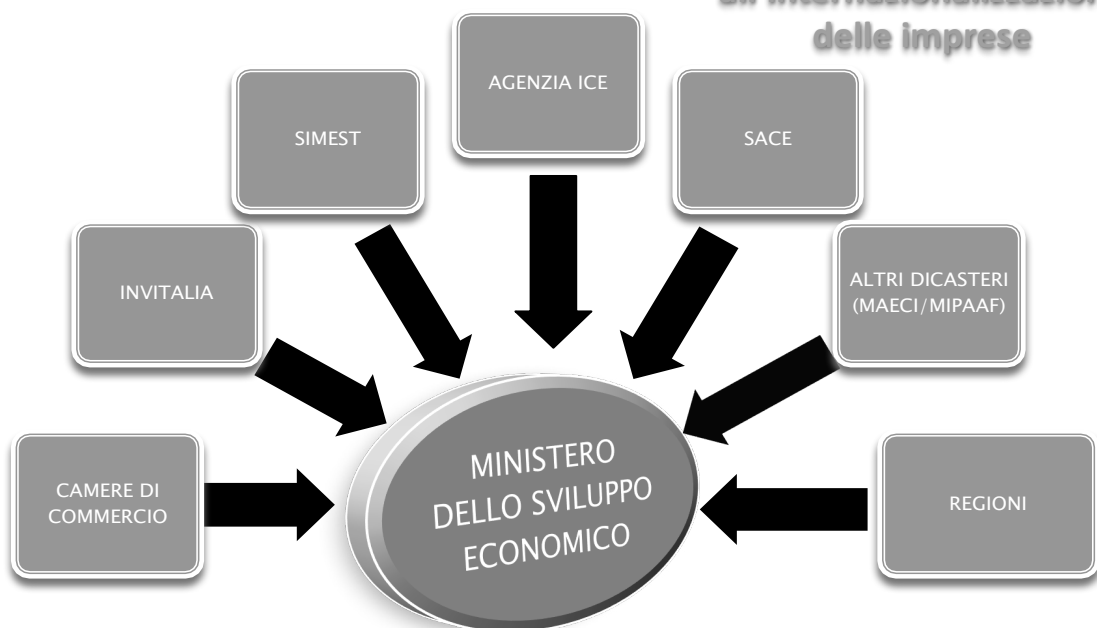 delle imprese
AGENZIA ICE
SIMEST
SACE
INVITALIA
ALTRI DICASTERI
(MAECI/MIPAAF)
CAMERE DI
COMMERCIO
MINISTERO
DELLO SVILUPPO
ECONOMICO
REGIONI